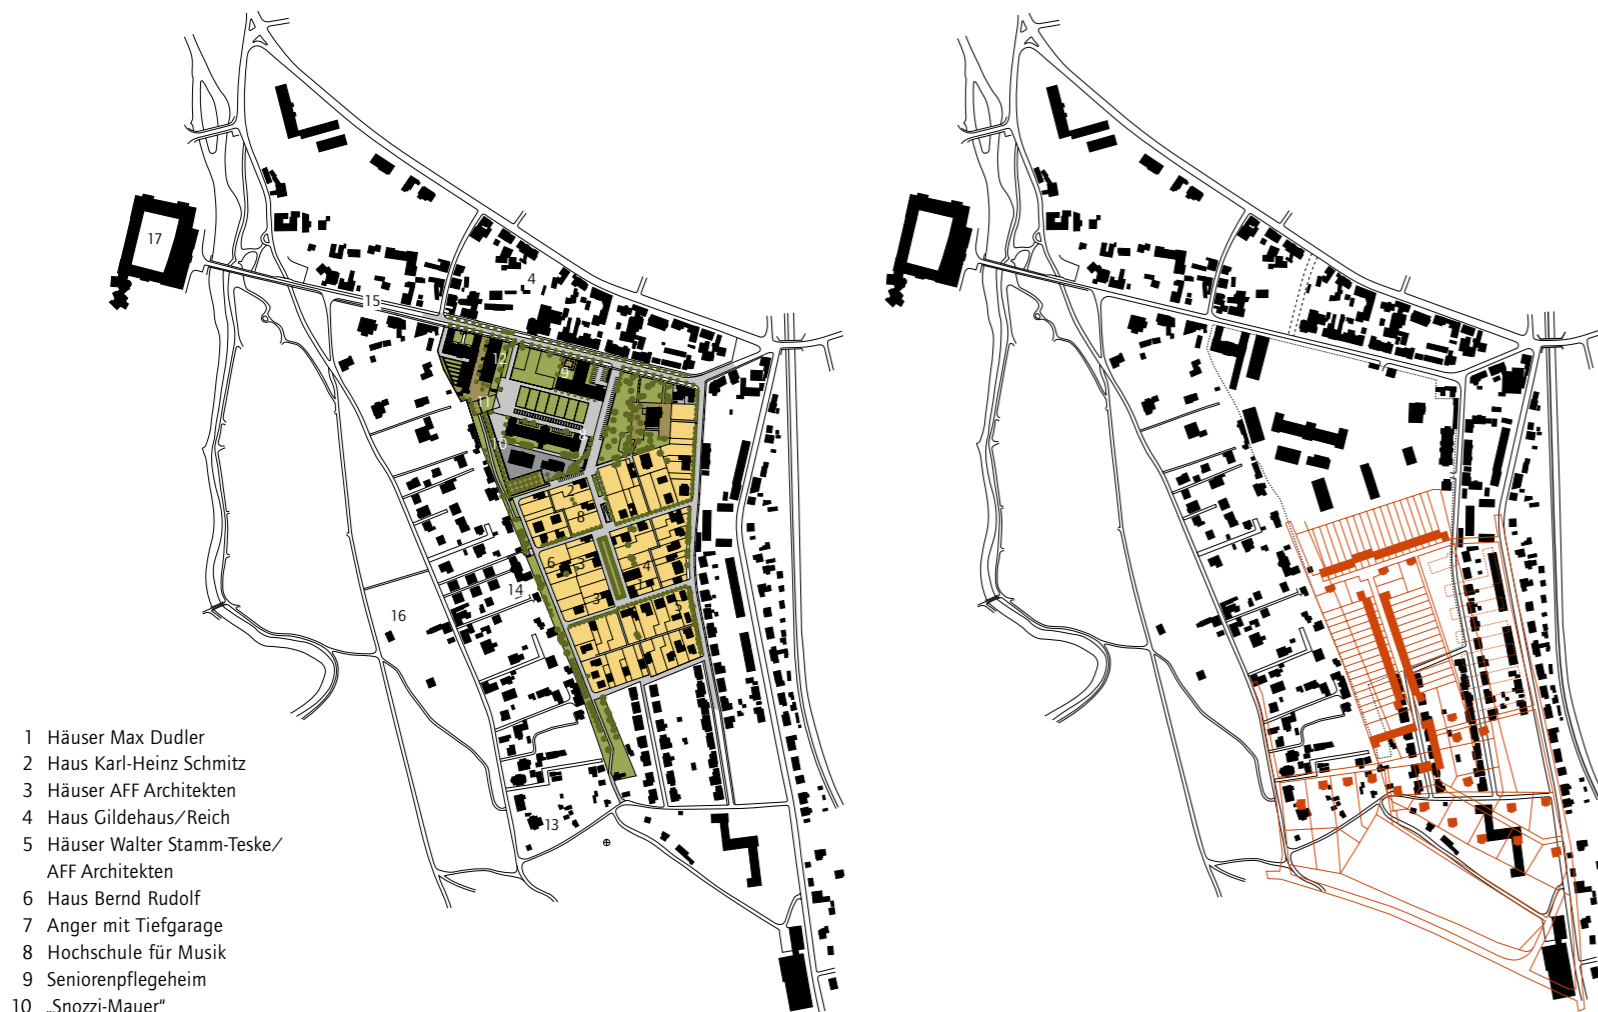 17
4
15
12
9
11
10
2
8
6
3
4
14
3
5
16
13
1 Häuser Max Dudler
2 Haus Karl-Heinz Schmitz
3 Häuser AFF Architekten
4 Haus Gildehaus/Reich
5 Häuser Walter Stamm-Teske/
AFF Architekten
6 Haus Bernd Rudolf
7 Anger mit Tiefgarage
8 Hochschule für Musik
9 Seniorenpflegeheim
10 „Snozzi-Mauer“